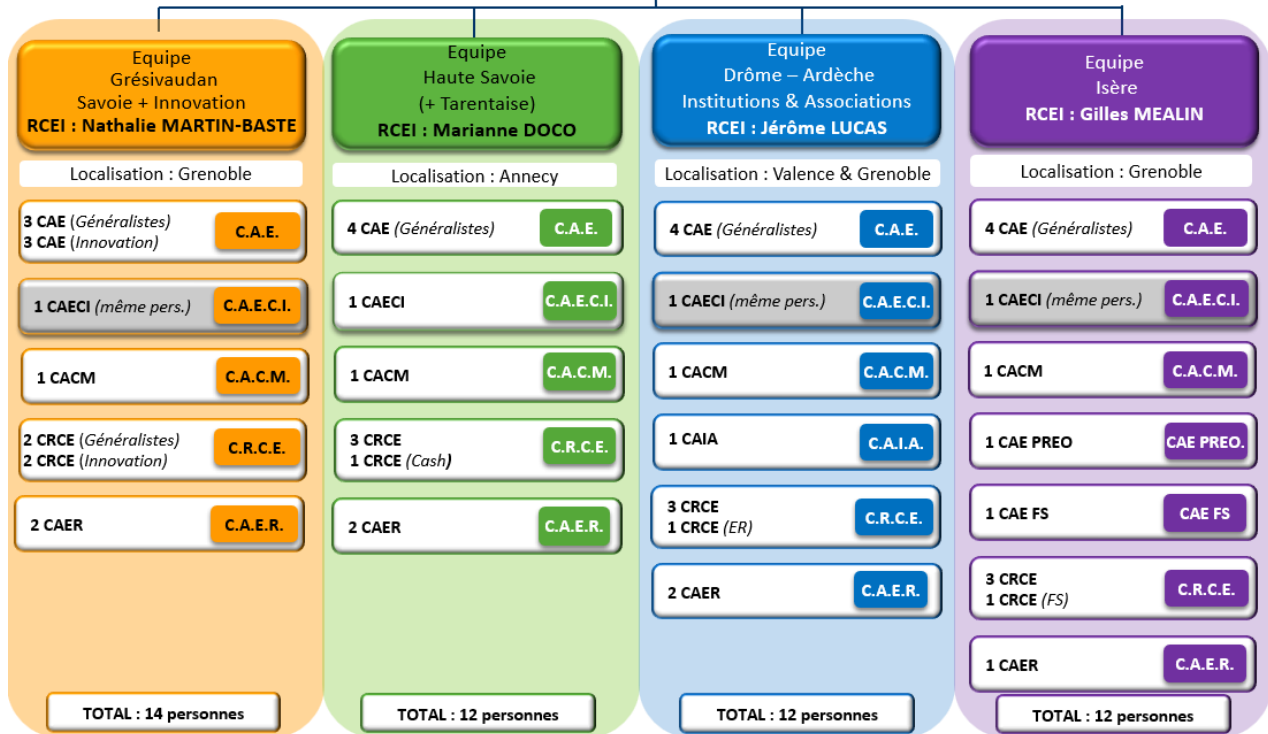 Equipe
Grésivaudan
Savoie + Innovation
RCEI : Nathalie MARTIN-BASTE
Localisation : Grenoble
3 CAE (Généralistes)
3 CAE (Innovation)
C.A.E.
1 CAECI (même pers.)
C.A.E.C.I.
1 CACM
C.A.C.M.
2 CRCE (Généralistes)
2 CRCE (Innovation)
C.R.C.E.
2 CAER
C.A.E.R.
TOTAL : 14 personnes
Equipe
Haute Savoie
(+ Tarentaise)
RCEI : Marianne DOCO
Localisation : Annecy
4 CAE (Généralistes)
C.A.E.
1 CAECI
C.A.E.C.I.
1 CACM
C.A.C.M.
3 CRCE
1 CRCE (Cash)
C.R.C.E.
2 CAER
C.A.E.R.
TOTAL : 12 personnes
Equipe
Drôme – Ardèche
Institutions & Associations
RCEI : Jérôme LUCAS
Localisation : Valence & Grenoble
4 CAE (Généralistes)
C.A.E.
1 CAECI (même pers.)
C.A.E.C.I.
1 CACM
C.A.C.M.
1 CAIA
C.A.I.A.
3 CRCE
1 CRCE (ER)
C.R.C.E.
2 CAER
C.A.E.R.
TOTAL : 12 personnes
Equipe
Isère
RCEI : Gilles MEALIN
Localisation : Grenoble
4 CAE (Généralistes)
C.A.E.
1 CAECI (même pers.)
C.A.E.C.I.
1 CACM
C.A.C.M.
1 CAE PREO
CAE PREO.
1 CAE FS
CAE FS
3 CRCE
1 CRCE (FS)
C.R.C.E.
1 CAER
C.A.E.R.
TOTAL : 12 personnes